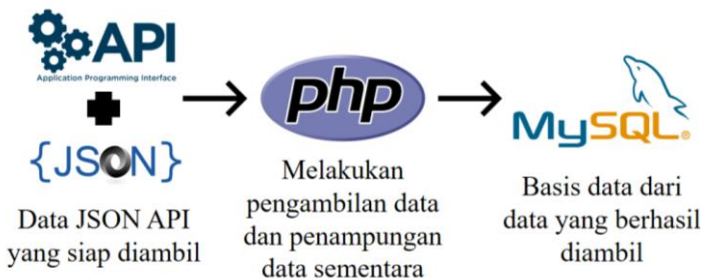 API
Application Programming Interface
{JSON}
Data JSON API
yang siap diambil
php
Melakukan
pengambilan data
dan penampungan
data sementara
MySQL®
Basis data dari
data yang berhasil
diambil